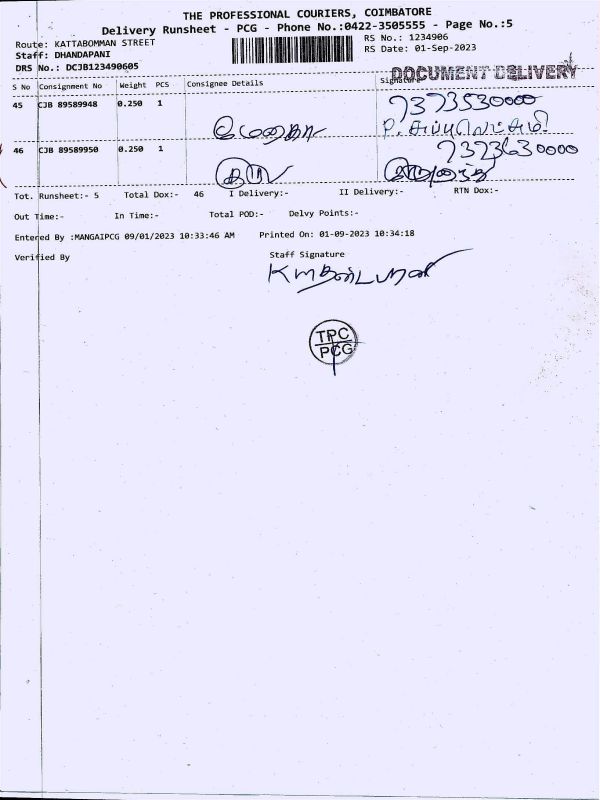 THE PROFESSIONAL COURIERS, COIMBATORE
Delivery Runsheet - PCG - Phone No.:0422-3505555 - Page No.:5
Route: KATTABOMMAN STREET RS No.: 1234906
Staff: DHANDAPANI RS Date: 01-Sep-2023
DRS No.: DCJB123490605
DOCUMENT DELIVERY
S No Consignment No Weight PCS Consignee Details Signature
45 CJB 89589948 0.250 1 7373530000
P.
46 CJB 89589950 0.250 1
Tot. Runsheet:- 5 Total Dox:- 46 I Delivery:- II Delivery:- RTN Dox:-
Out Time:- In Time:- Total POD:- Delvy Points:-
Entered By :MANGAIPCG 09/01/2023 10:33:46 AM Printed On: 01-09-2023 10:34:18
Verified By Staff Signature
TPC
PCG